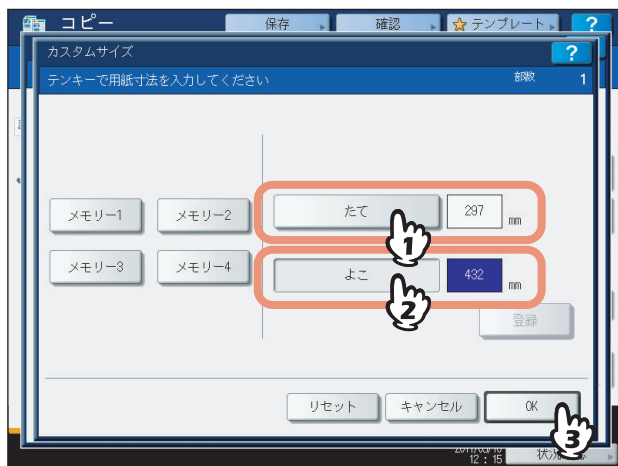 コピー
保存
確認
テンプレート
?
カスタムサイズ
?
テンキーで用紙寸法を入力してください
部数 1
メモリー1
メモリー2
たて
297 mm
1
メモリー3
メモリー4
よこ
432 mm
2
登録
リセット
キャンセル
OK
3
12:15